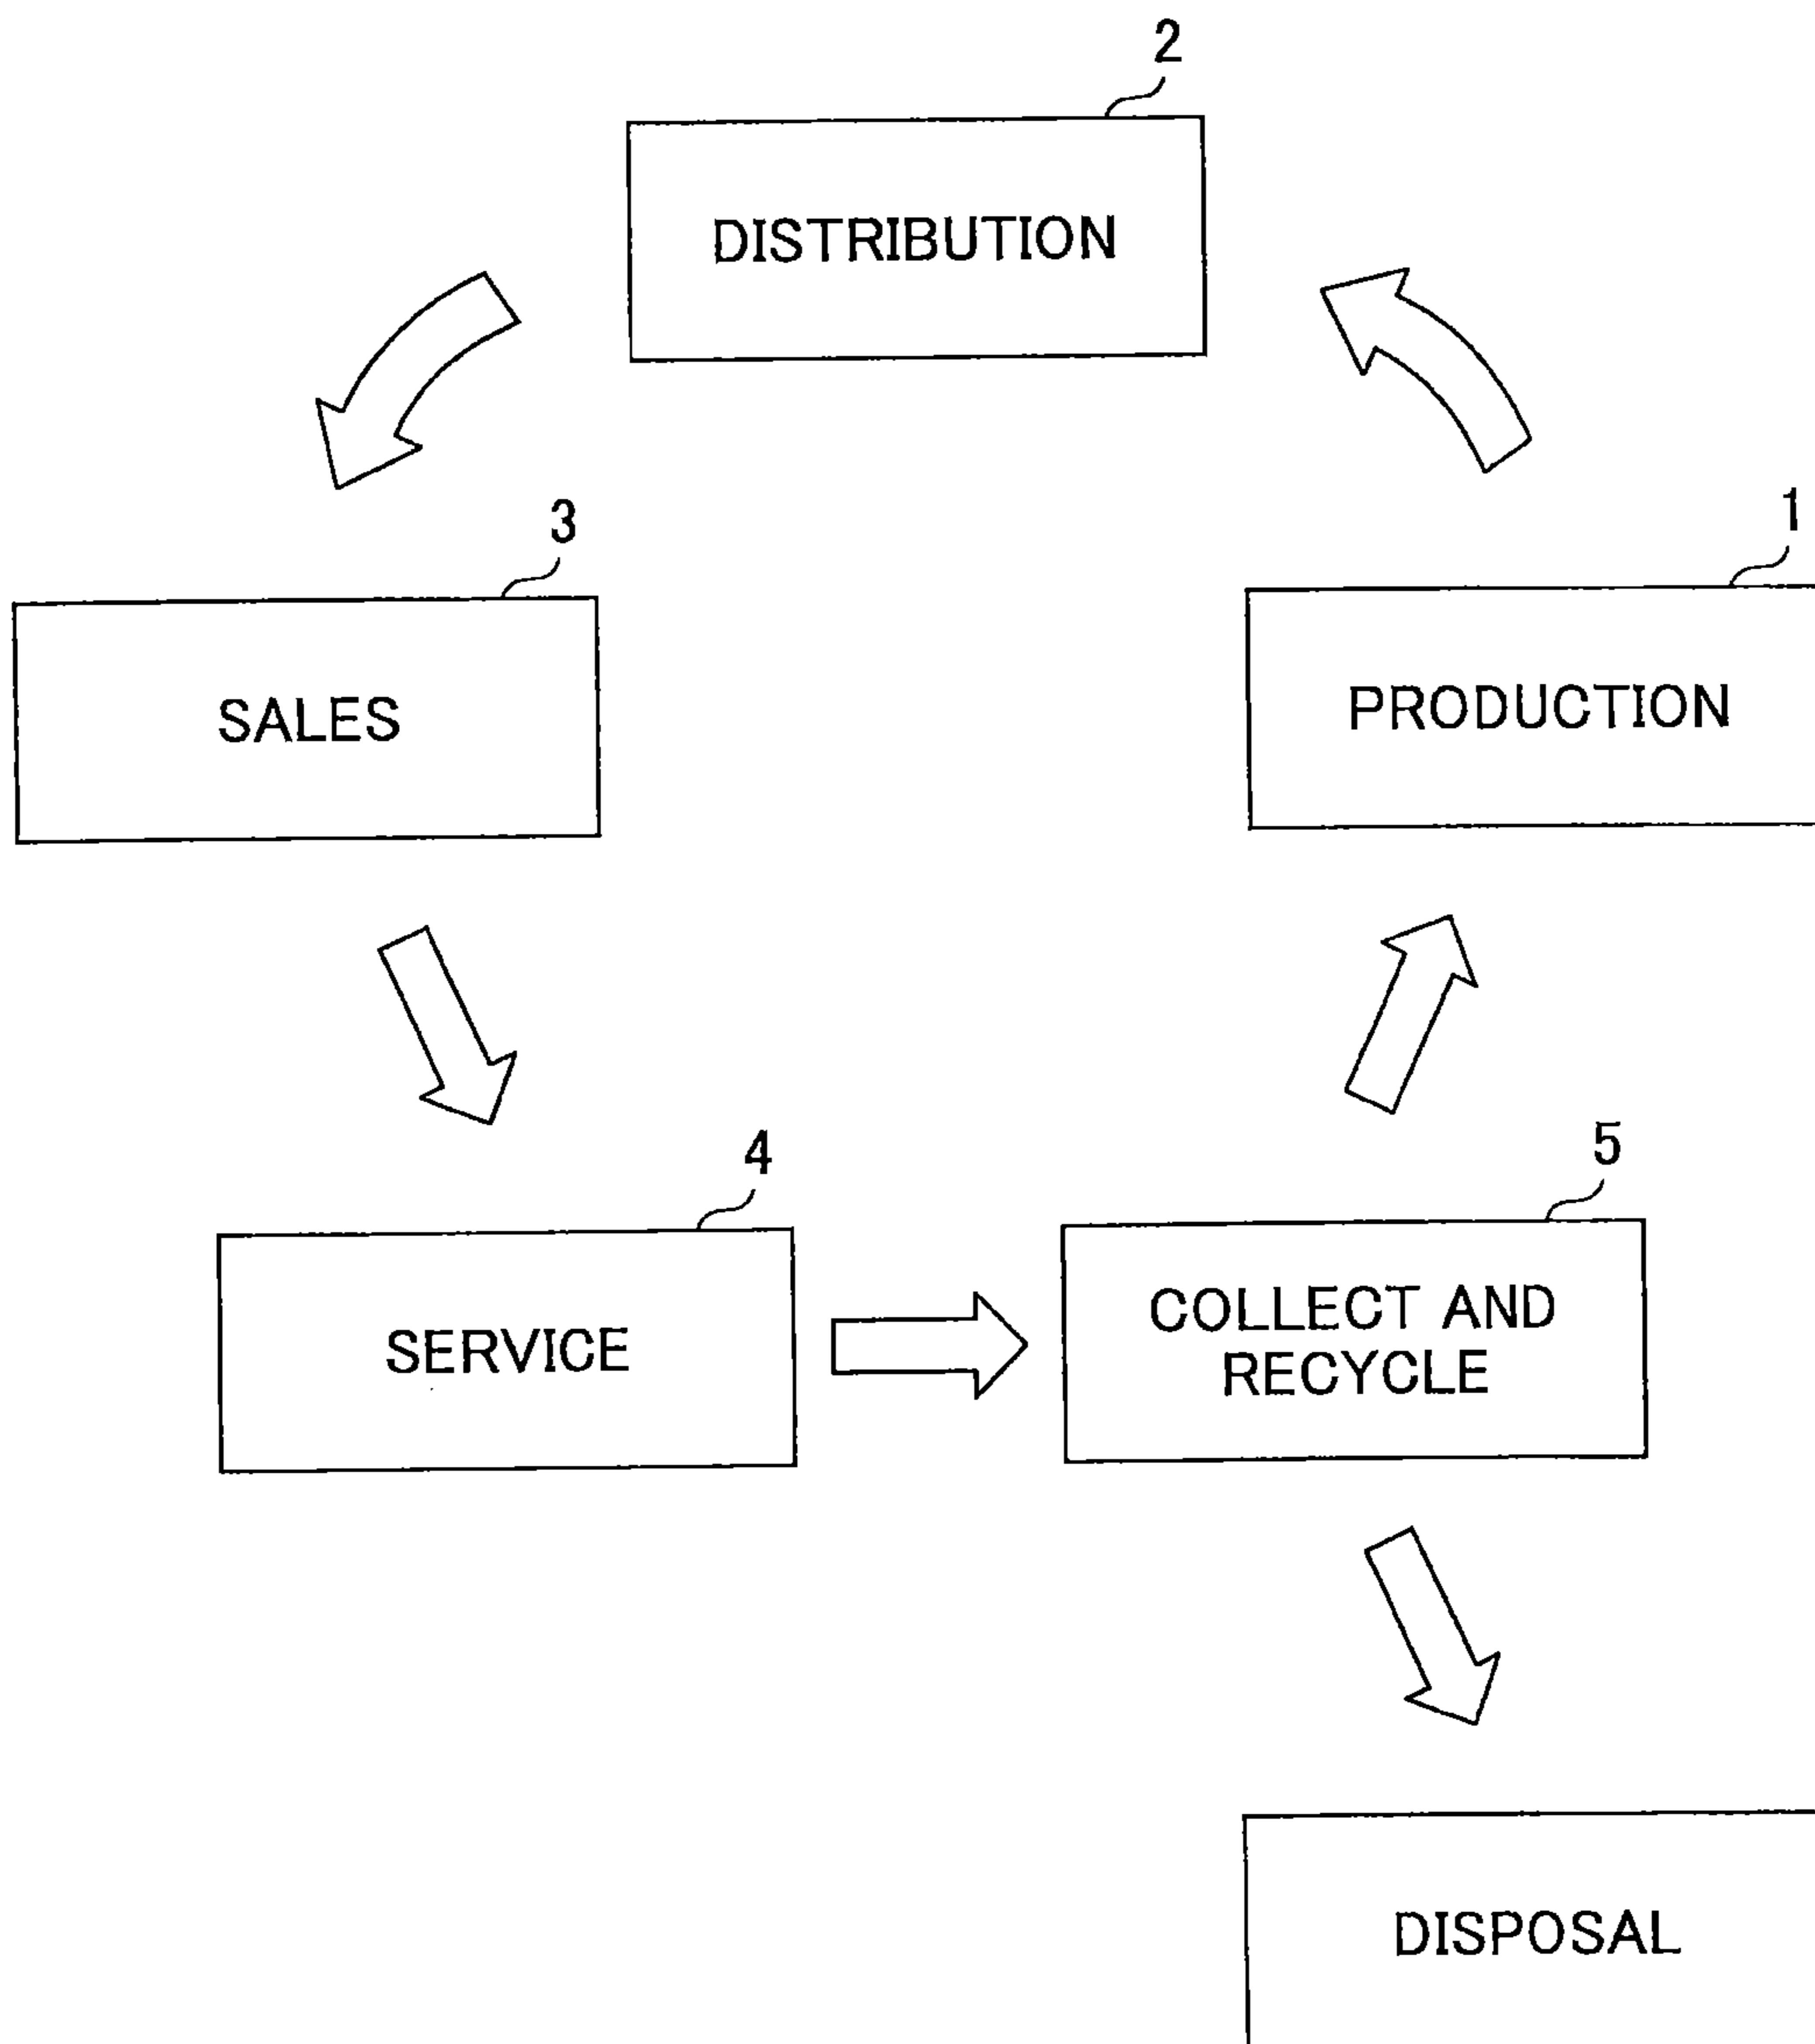 2
DISTRIBUTION
3
1
SALES
PRODUCTION
4
5
SERVICE
COLLECT AND
RECYCLE
DISPOSAL